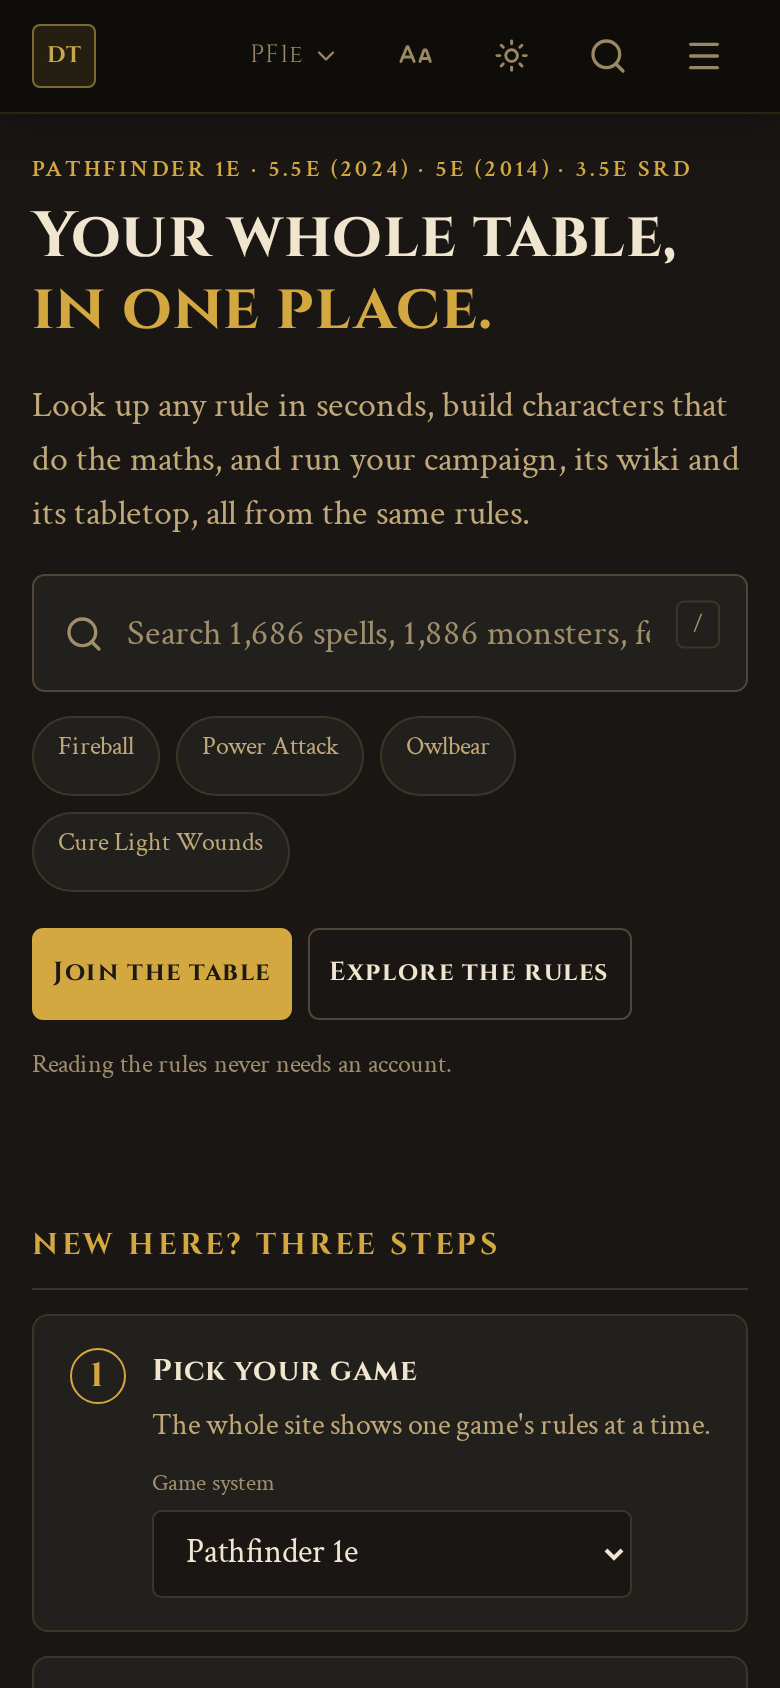 DT
PF1E
AA
PATHFINDER 1E · 5.5E (2024) · 5E (2014) · 3.5E SRD
Your whole table,
in one place.
Look up any rule in seconds, build characters that
do the maths, and run your campaign, its wiki and
its tabletop, all from the same rules.
Search 1,686 spells, 1,886 monsters, fe
/
Fireball
Power Attack
Owlbear
Cure Light Wounds
Join the table
Explore the rules
Reading the rules never needs an account.
NEW HERE? THREE STEPS
1
Pick your game
The whole site shows one game's rules at a time.
Game system
Pathfinder 1e